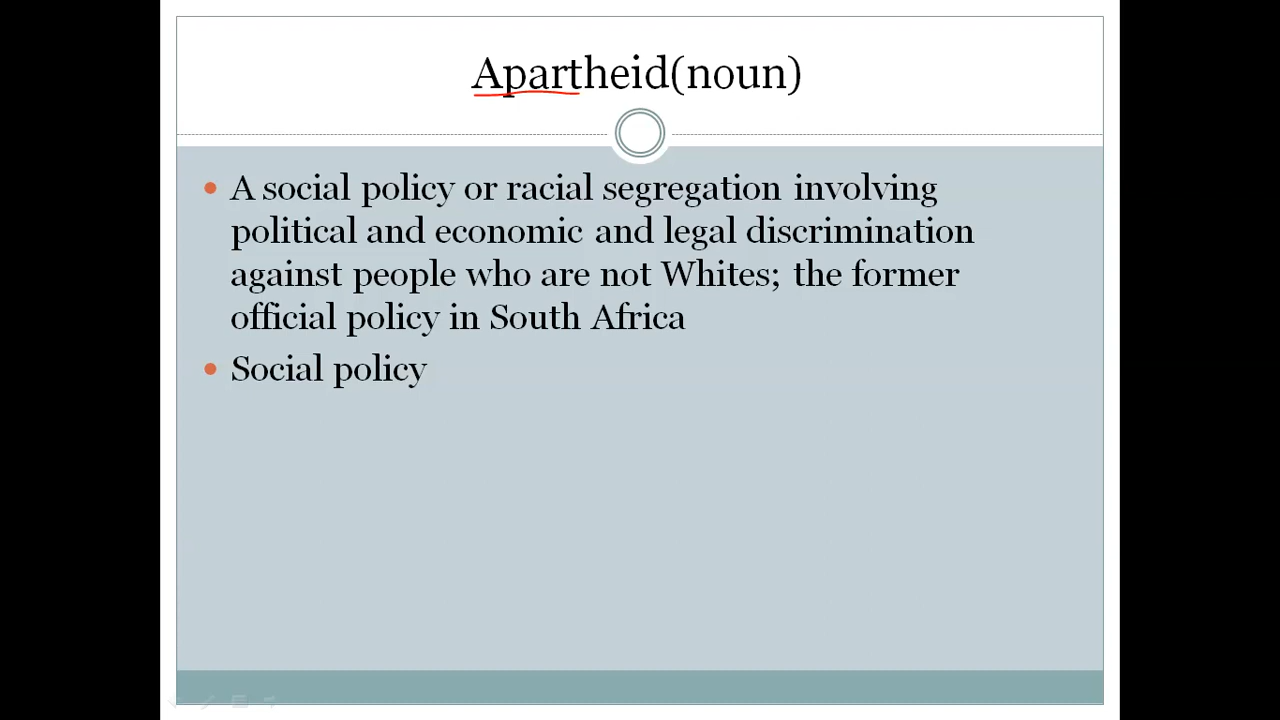 Apartheid(noun)
A social policy or racial segregation involving
political and economic and legal discrimination
against people who are not Whites; the former
official policy in South Africa
Social policy